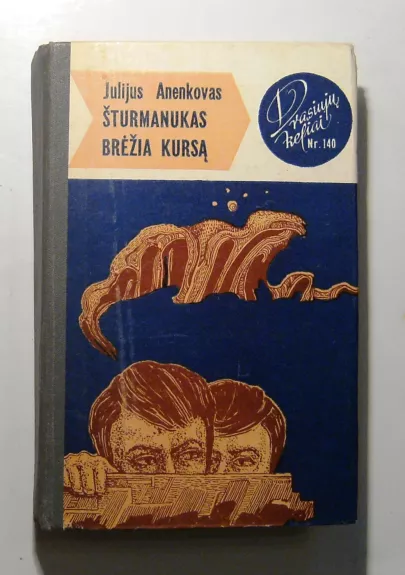 Julijus Anenkovas
ŠTURMANUKAS
BRĖŽIA KURSĄ
Drąsiųjų
keliai
Nr. 140